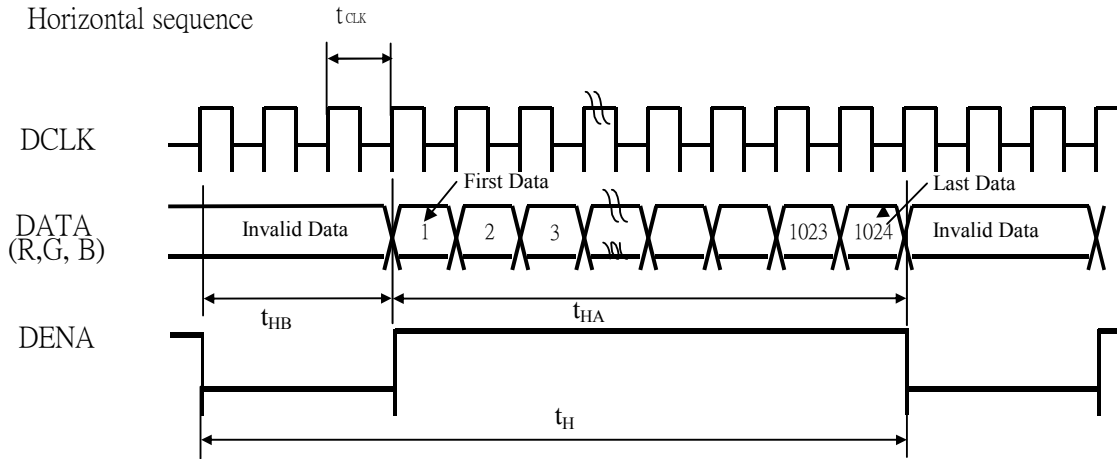 Horizontal sequence
t CLK
DCLK
First Data
Last Data
DATA
(R,G, B)
Invalid Data
1
2
3
1023
1024
Invalid Data
tHB
tHA
DENA
tH